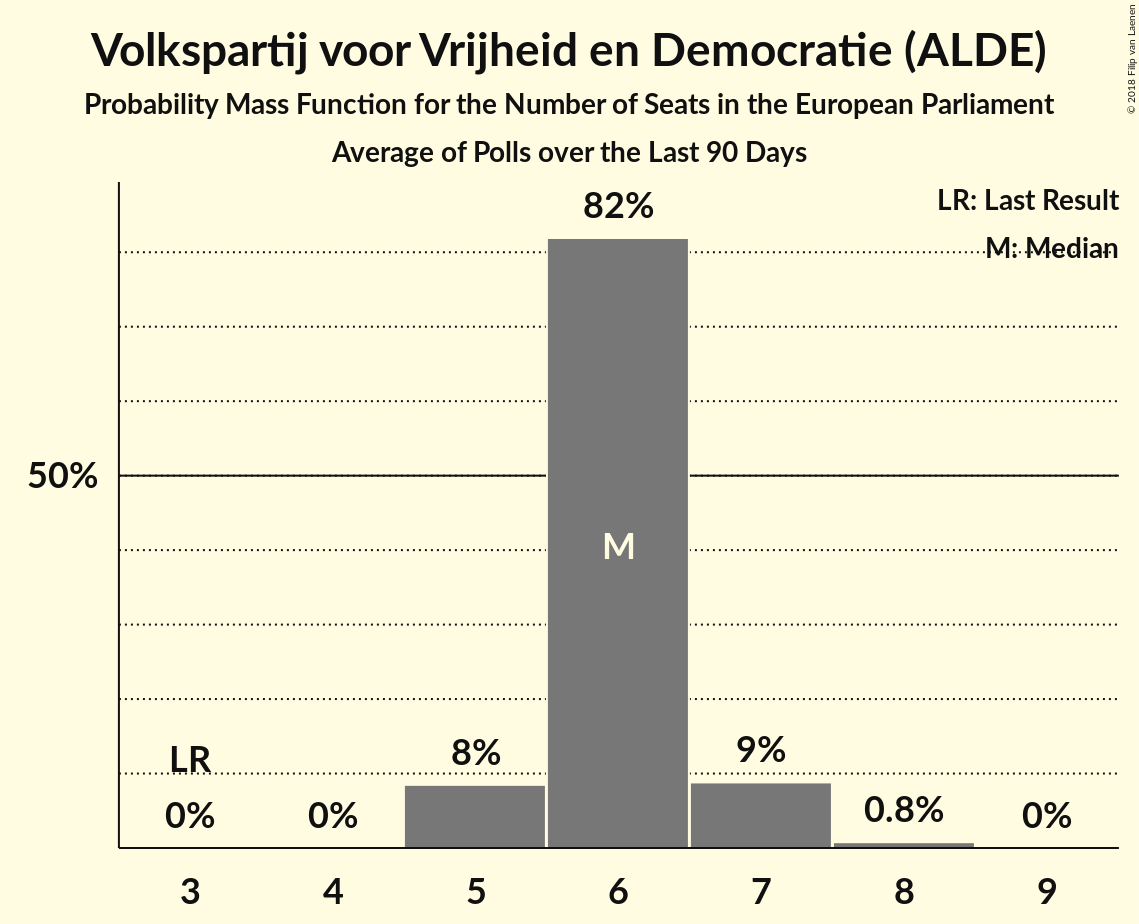 Volkspartij voor Vrijheid en Democratie (ALDE)
Probability Mass Function for the Number of Seats in the European Parliament
Average of Polls over the Last 90 Days
© 2018 Filip van Laenen
LR: Last Result
M: Median
82%
50%
M
LR
8%
9%
0%
0%
0.8%
0%
3 4 5 6 7 8 9